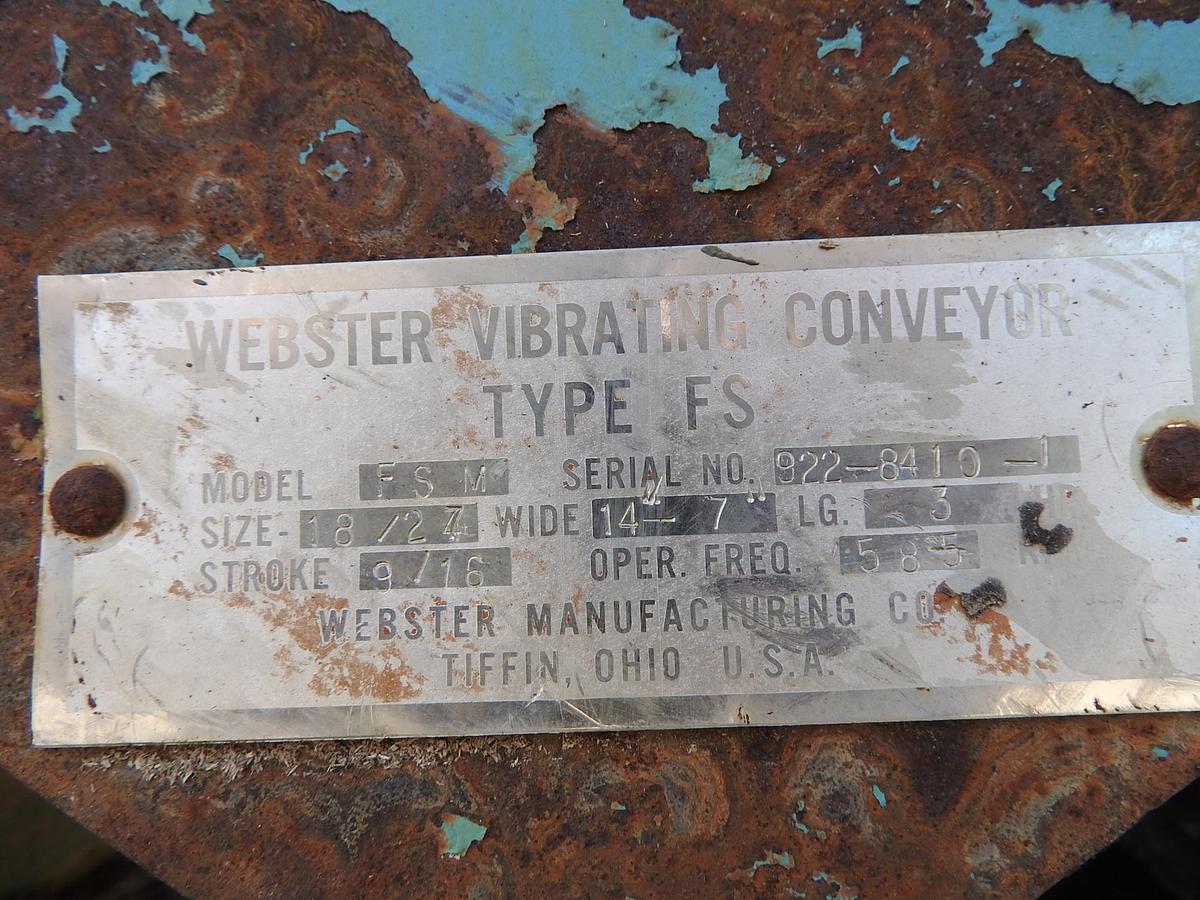 WEBSTER VIBRATING CONVEYOR
TYPE FS
MODEL FSM SERIAL NO. 922-8410-1
SIZE- 18/24 WIDE 14"- 7" LG. 3
STROKE 9/16 OPER. FREQ. 585
WEBSTER MANUFACTURING CO.
TIFFIN, OHIO U.S.A.